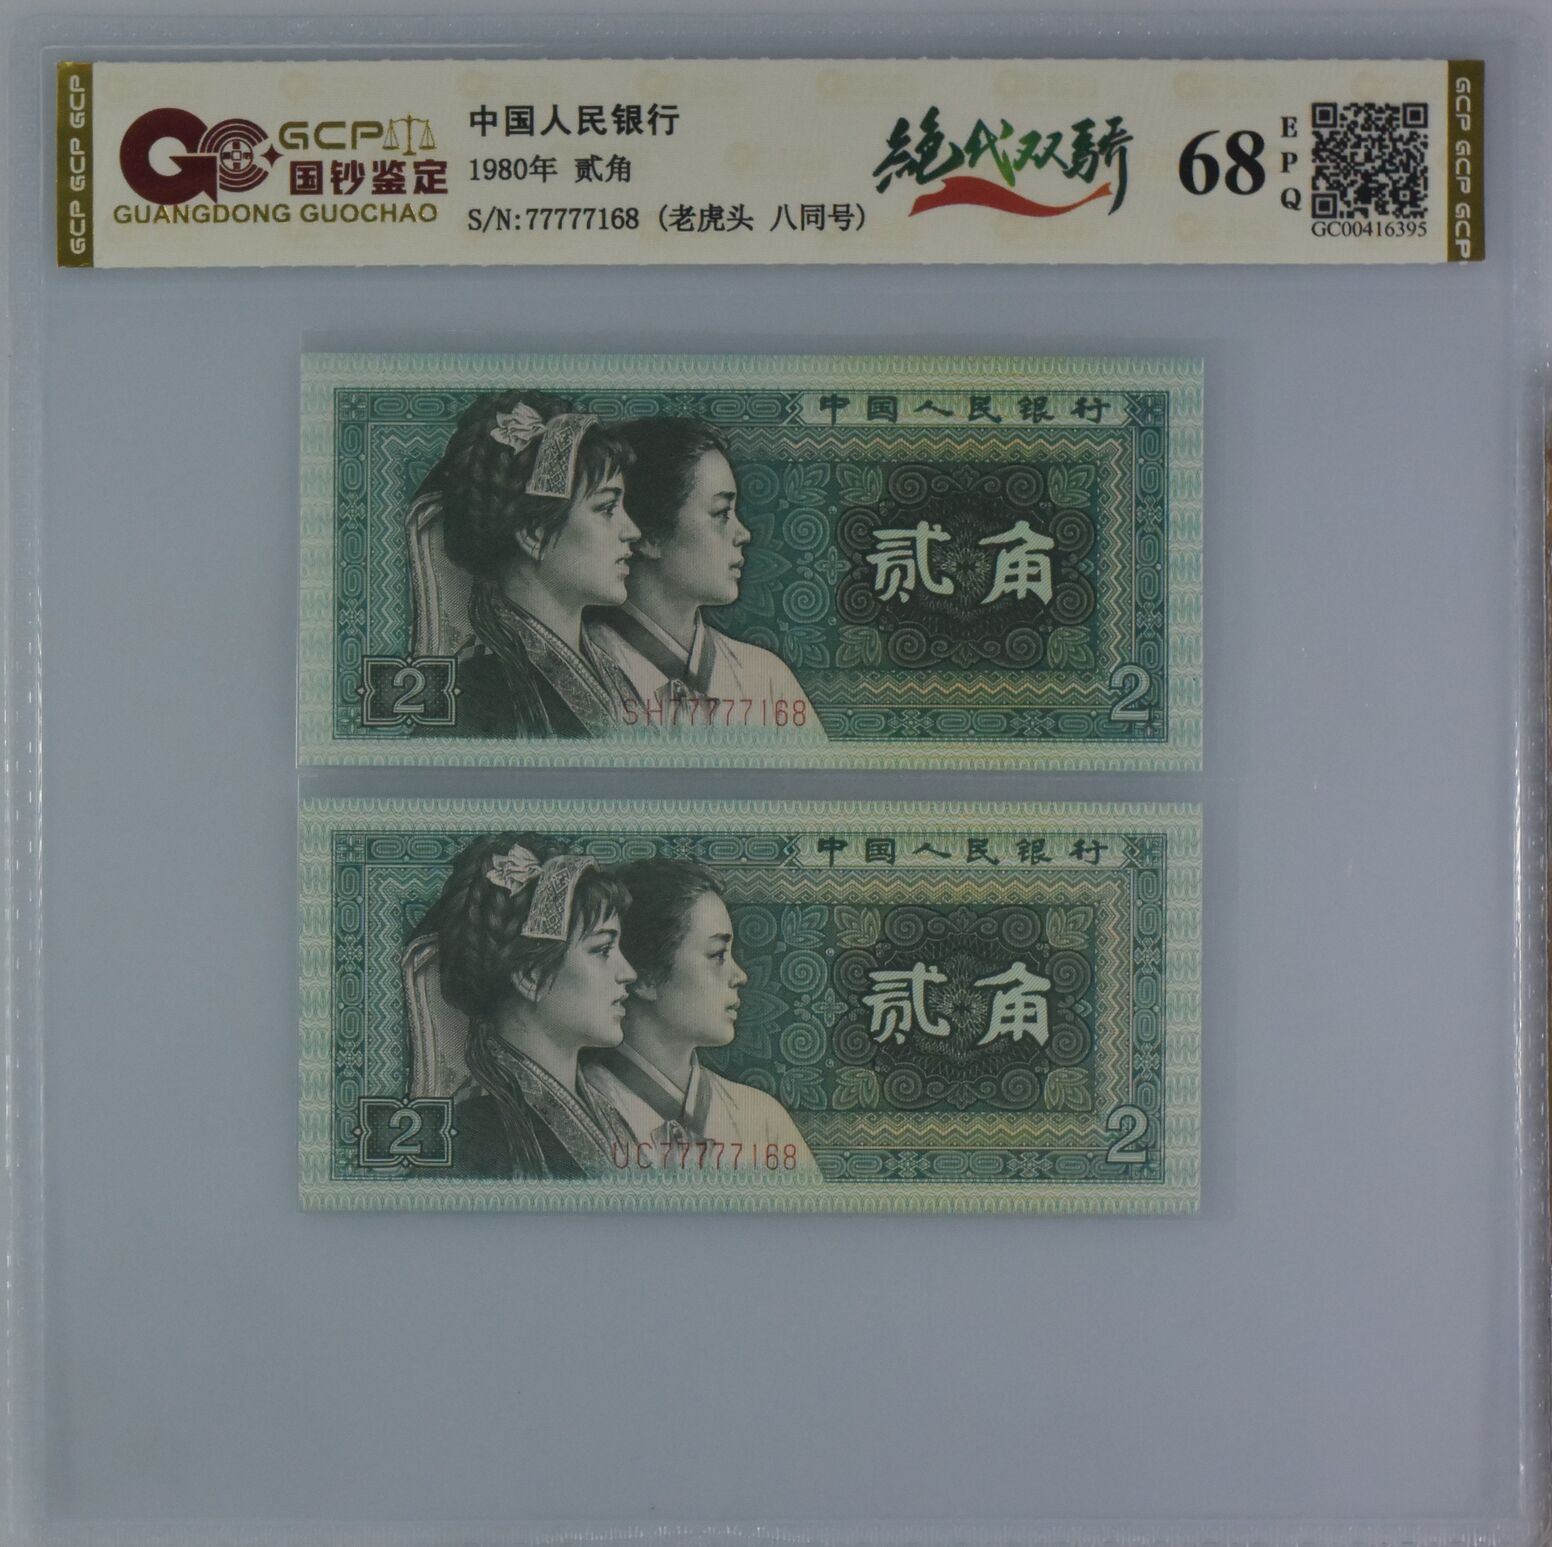 GCP GCP GCP
GCP
国钞鉴定
GUANGDONG GUOCHAO
中国人民银行
1980年 贰角
S/N:77777168 (老虎头 八同号)
絕代双骄
68
EPQ
GC00416395
GCP GCP GCP
中国人民银行
贰角
2
2
SH77777168
中国人民银行
贰角
2
2
UC77777168